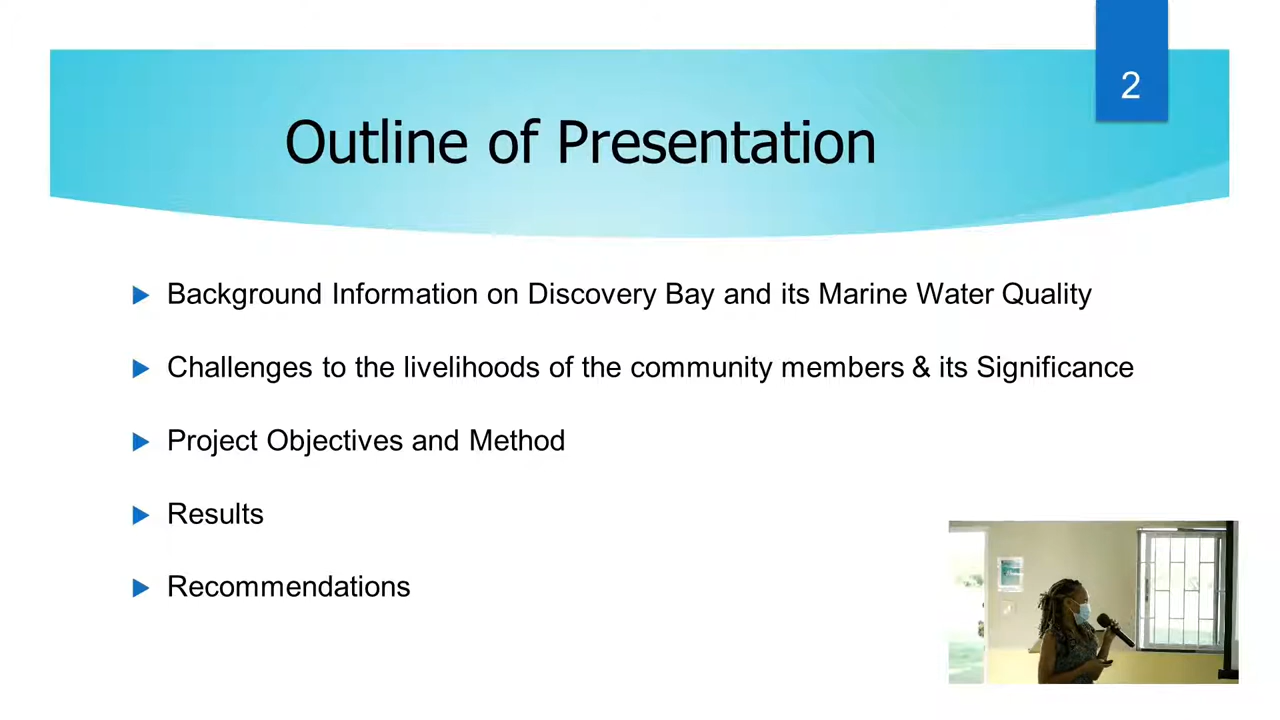 2
Outline of Presentation
Background Information on Discovery Bay and its Marine Water Quality
Challenges to the livelihoods of the community members & its Significance
Project Objectives and Method
Results
Recommendations